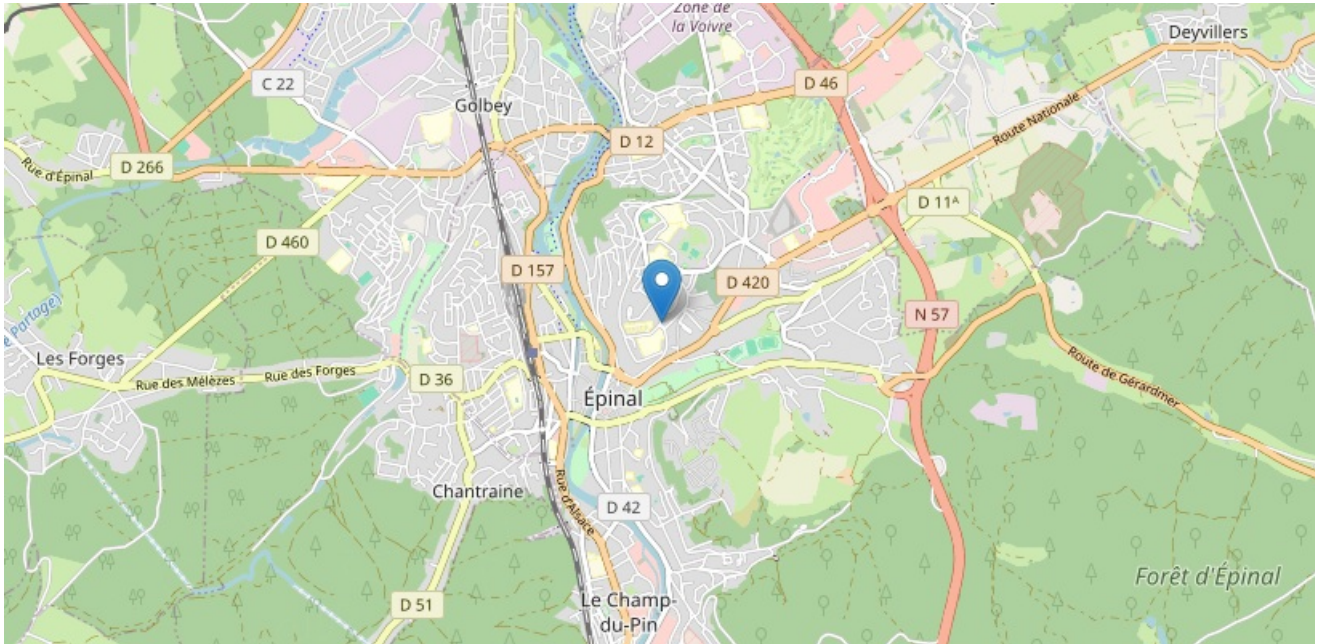 Zone de
la Voivre
Deyvillers
C 22
D 46
Golbey
Route Nationale
D 12
Rue d'Épinal
D 266
D 11A
D 460
D 157
D 420
Partage)
N 57
Les Forges
Rue des Mélèzes
Rue des Forges
D 36
Route de Gérardmer
Épinal
Chantraine
Rue d'Alsace
D 42
Forêt d'Épinal
D 51
Le Champ-
du-Pin